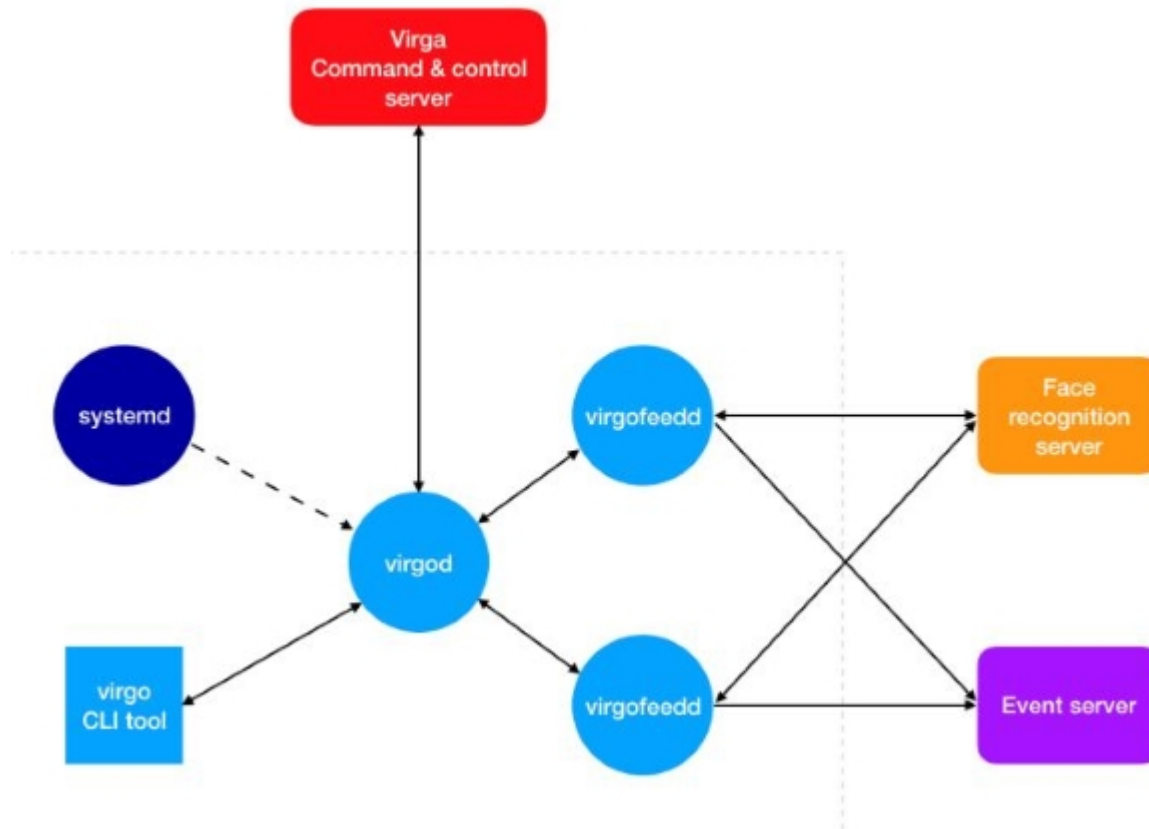 Virga
Command & control
server
systemd
virgofeedd
Face
recognition
server
virgod
virgo
CLI tool
virgofeedd
Event server